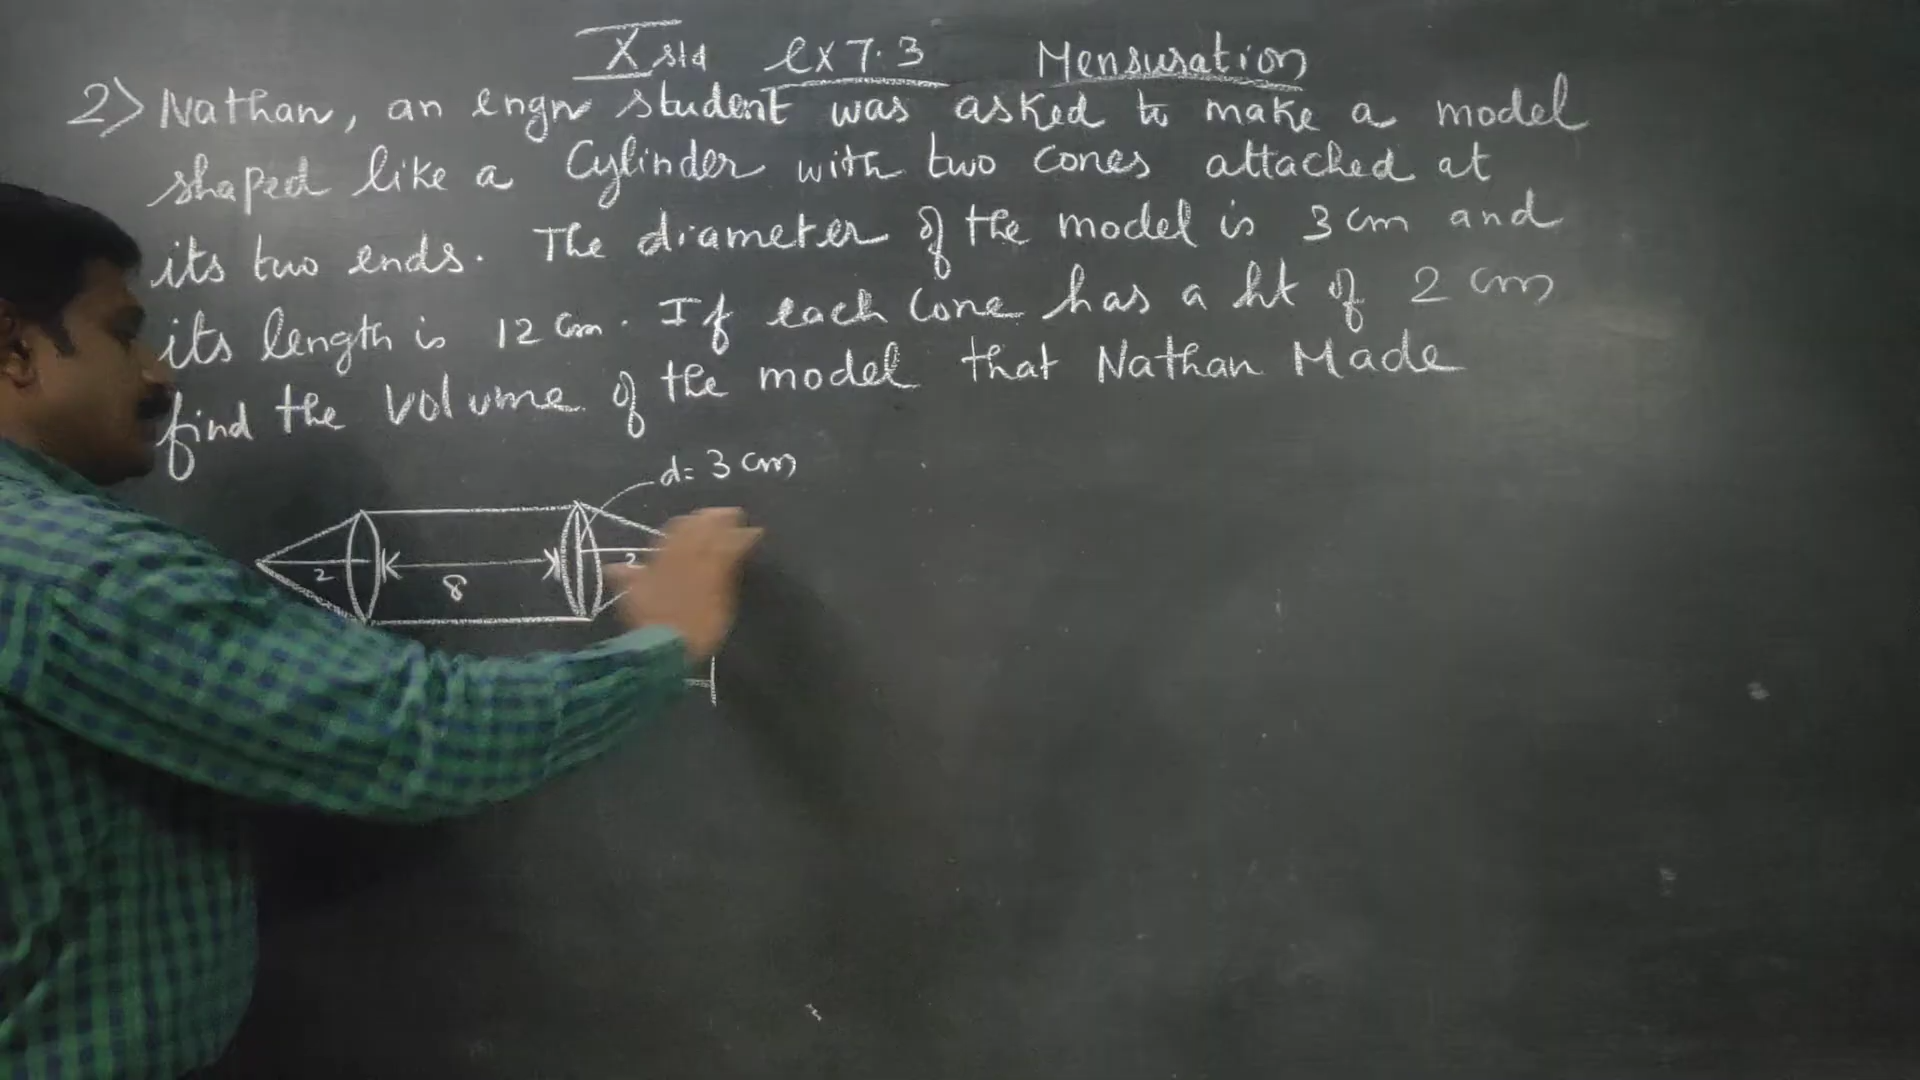 X std ex 7.3 Mensuration
2) Nathan, an engr student was asked to make a model
shaped like a Cylinder with two cones attached at
its two ends. The diameter of the model is 3 cm and
its length is 12 cm. If each cone has a ht of 2 cm
find the Volume of the model that Nathan Made
d = 3 cm
2 8 2